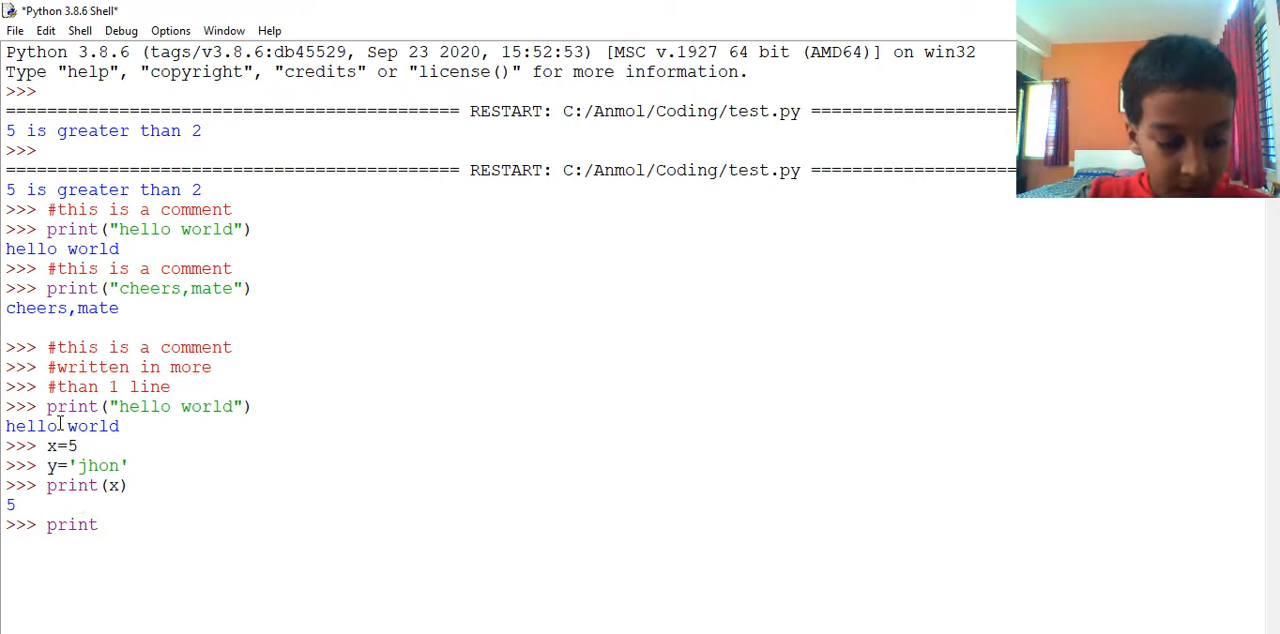 *Python 3.8.6 Shell*
File Edit Shell Debug Options Window Help
Python 3.8.6 (tags/v3.8.6:db45529, Sep 23 2020, 15:52:53) [MSC v.1927 64 bit (AMD64)] on win32
Type "help", "copyright", "credits" or "license()" for more information.
>>>
============================================ RESTART: C:/Anmol/Coding/test.py =====================
5 is greater than 2
>>>
============================================ RESTART: C:/Anmol/Coding/test.py =====================
5 is greater than 2
>>> #this is a comment
>>> print("hello world")
hello world
>>> #this is a comment
>>> print("cheers,mate")
cheers,mate
>>> #this is a comment
>>> #written in more
>>> #than 1 line
>>> print("hello world")
hello world
>>> x=5
>>> y='jhon'
>>> print(x)
5
>>> print